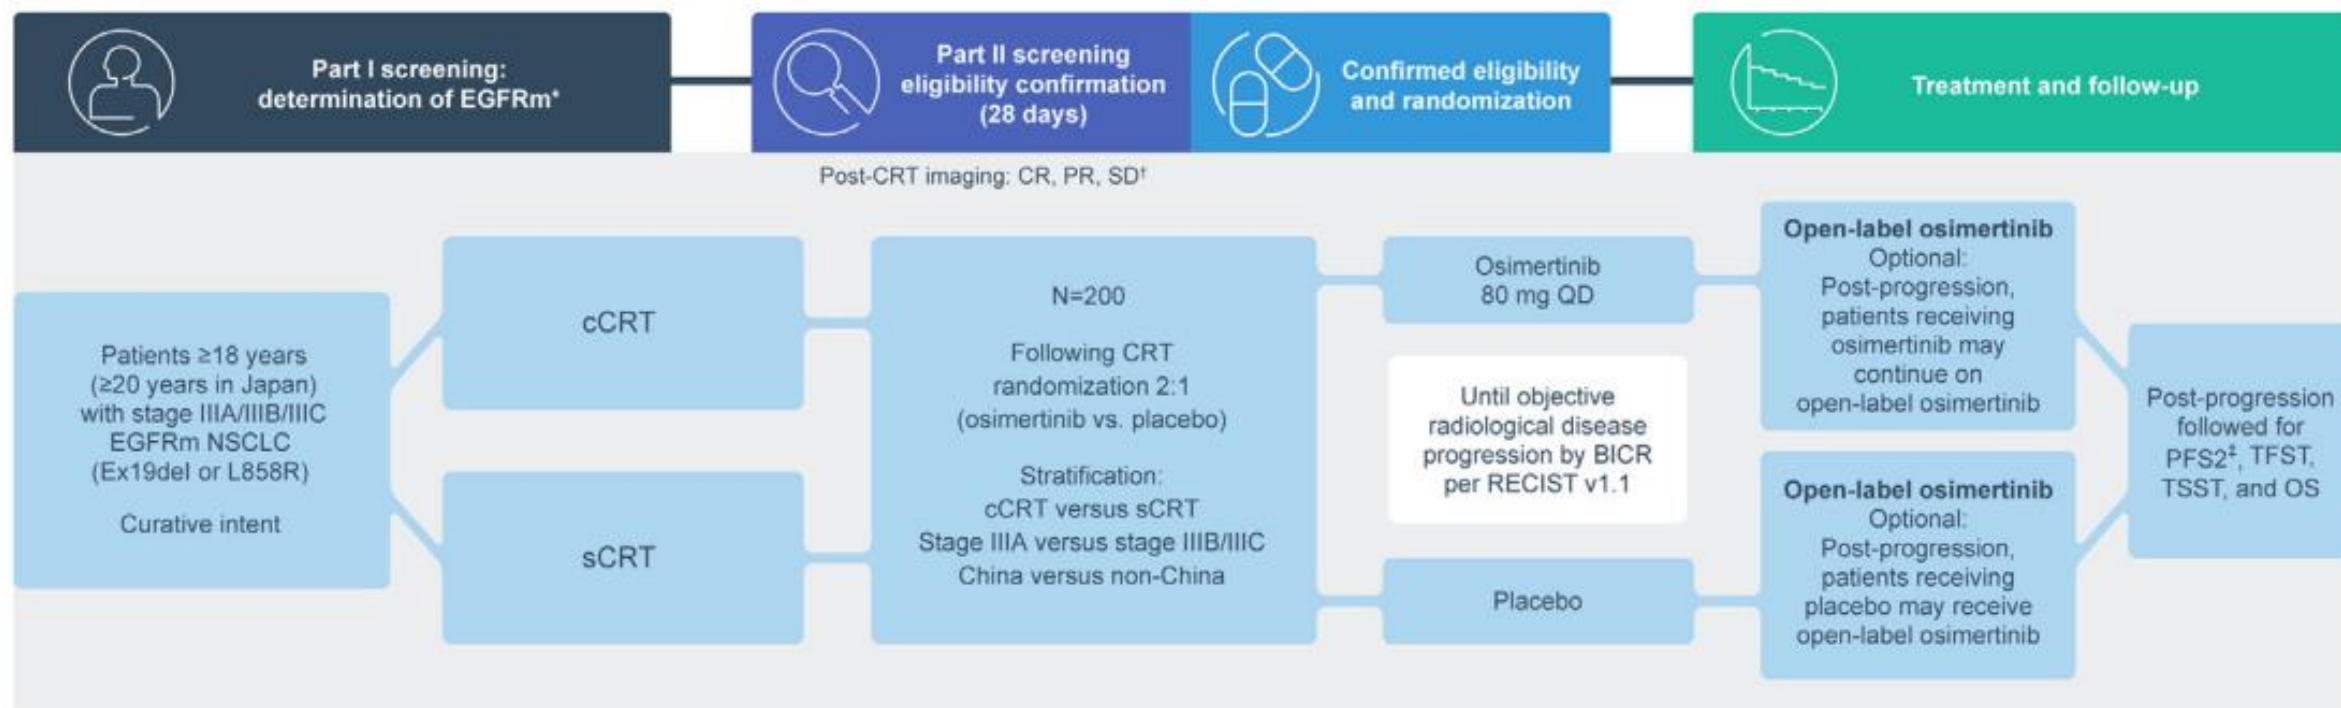 Part I screening:
determination of EGFRm*
Part II screening
eligibility confirmation
(28 days)
Confirmed eligibility
and randomization
Treatment and follow-up
Post-CRT imaging: CR, PR, SD†
Patients ≥18 years
(≥20 years in Japan)
with stage IIIA/IIIB/IIIC
EGFRm NSCLC
(Ex19del or L858R)
Curative intent
cCRT
sCRT
N=200
Following CRT
randomization 2:1
(osimertinib vs. placebo)
Stratification:
cCRT versus sCRT
Stage IIIA versus stage IIIB/IIIC
China versus non-China
Osimertinib
80 mg QD
Until objective
radiological disease
progression by BICR
per RECIST v1.1
Placebo
Open-label osimertinib
Optional:
Post-progression,
patients receiving
osimertinib may
continue on
open-label osimertinib
Open-label osimertinib
Optional:
Post-progression,
patients receiving
placebo may receive
open-label osimertinib
Post-progression
followed for
PFS2‡, TFST,
TSST, and OS